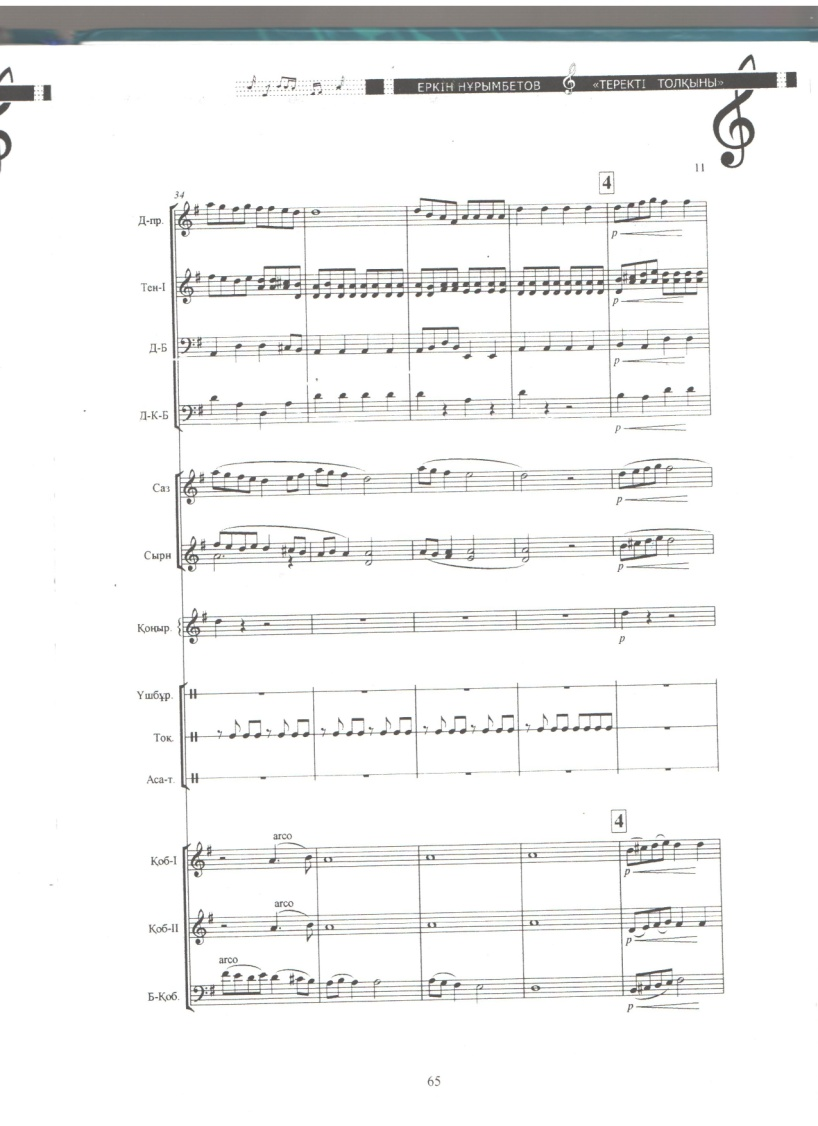 ЕРКІН НҰРЫМБЕТОВ «ТЕРЕКТІ ТОЛҚЫНЫ»
11
34
4
Д-пр.
p
Тен-I
p
Д-Б
p
Д-К-Б
p
Саз
p
Сырн
p
Қоңыр.
p
Үшбұр.
Ток.
Аса-т.
4
arco
Қоб-I
p
arco
Қоб-II
p
arco
Б-Қоб.
p
65